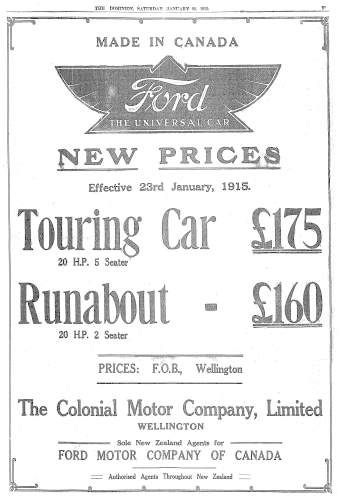 THE DOMINION, SATURDAY, JANUARY 30, 1915.
MADE IN CANADA
Ford
THE UNIVERSAL CAR
NEW PRICES
Effective 23rd January, 1915.
Touring Car £175
20 H.P. 5 Seater
Runabout - £160
20 H.P. 2 Seater
PRICES: F.O.B., Wellington
The Colonial Motor Company, Limited
WELLINGTON
Sole New Zealand Agents for
FORD MOTOR COMPANY OF CANADA
Authorised Agents Throughout New Zealand